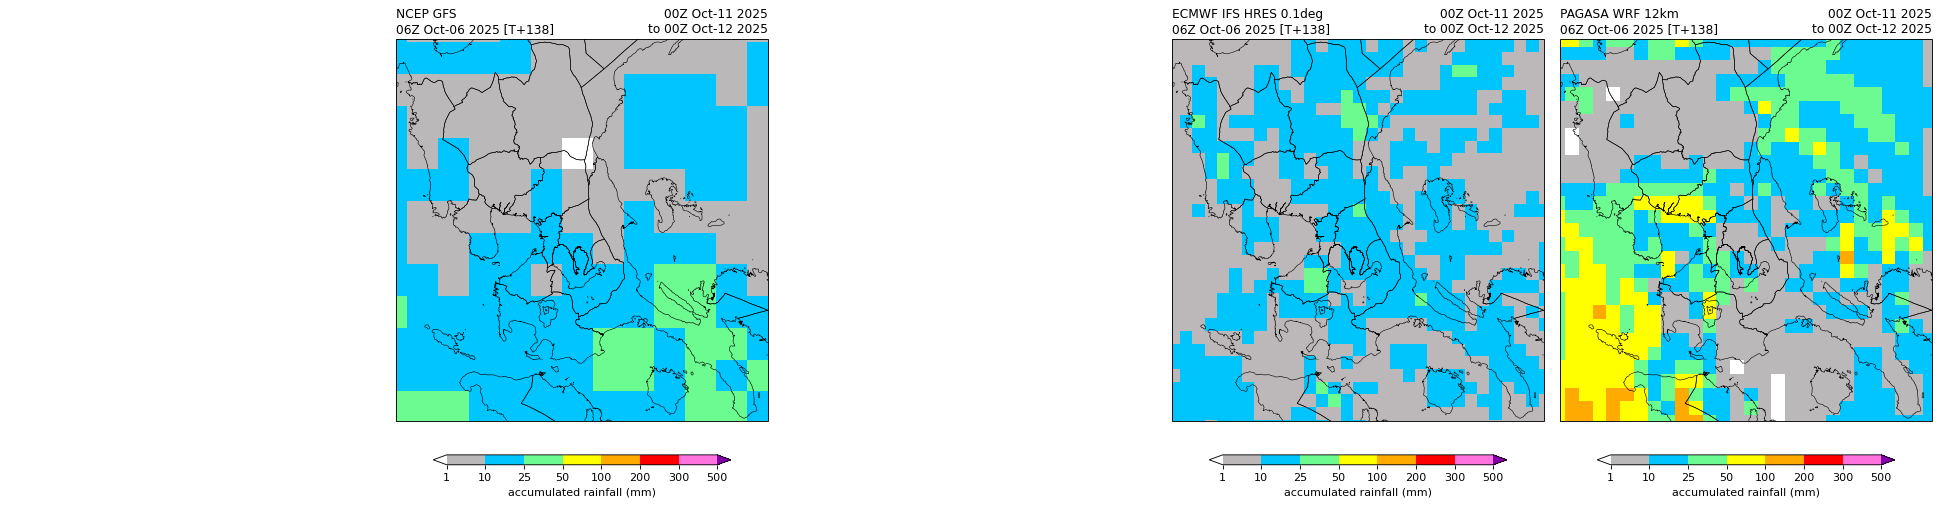 NCEP GFS 00Z Oct-11 2025
06Z Oct-06 2025 [T+138] to 00Z Oct-12 2025
1 10 25 50 100 200 300 500
accumulated rainfall (mm)
ECMWF IFS HRES 0.1deg 00Z Oct-11 2025
06Z Oct-06 2025 [T+138] to 00Z Oct-12 2025
1 10 25 50 100 200 300 500
accumulated rainfall (mm)
PAGASA WRF 12km 00Z Oct-11 2025
06Z Oct-06 2025 [T+138] to 00Z Oct-12 2025
1 10 25 50 100 200 300 500
accumulated rainfall (mm)